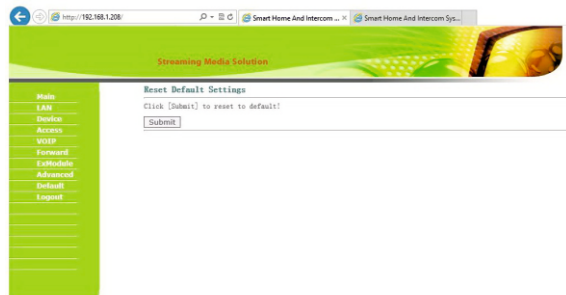 http://192.168.1.208/
Smart Home And Intercom ...
Smart Home And Intercom Sys...
Streaming Media Solution
Main
LAN
Device
Access
VOIP
Forward
ExModule
Advanced
Default
Logout
Reset Default Settings
Click [Submit] to reset to default!
Submit